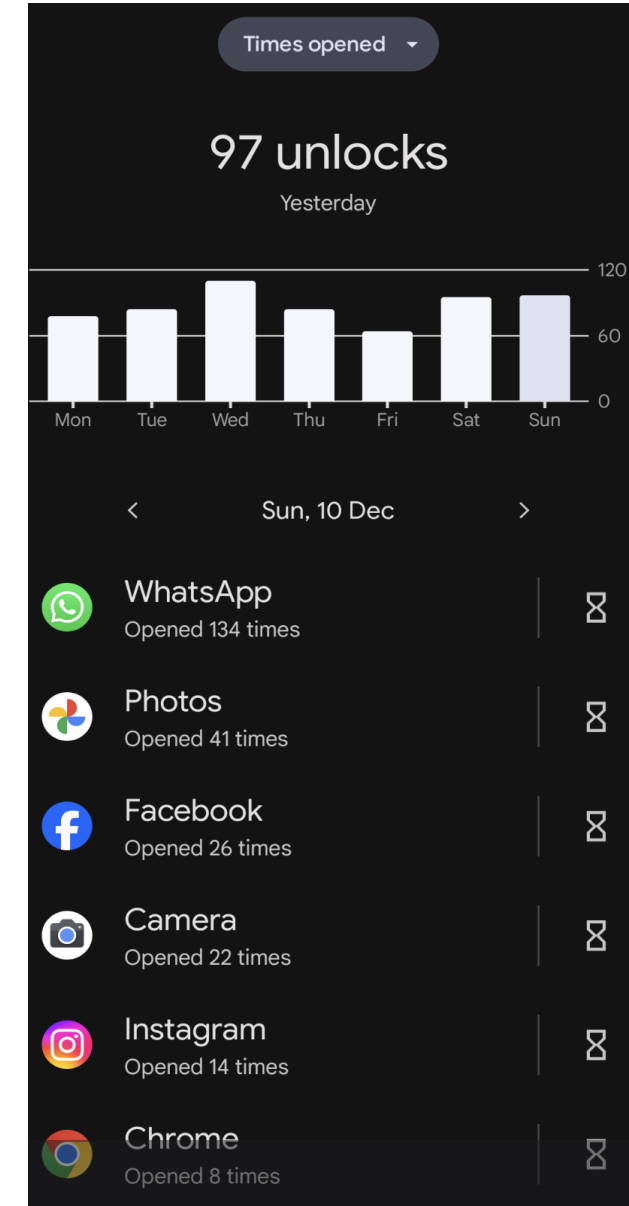 Times opened
97 unlocks
Yesterday
120
60
0
Mon Tue Wed Thu Fri Sat Sun
Sun, 10 Dec
WhatsApp
Opened 134 times
Photos
Opened 41 times
Facebook
Opened 26 times
Camera
Opened 22 times
Instagram
Opened 14 times
Chrome
Opened 8 times